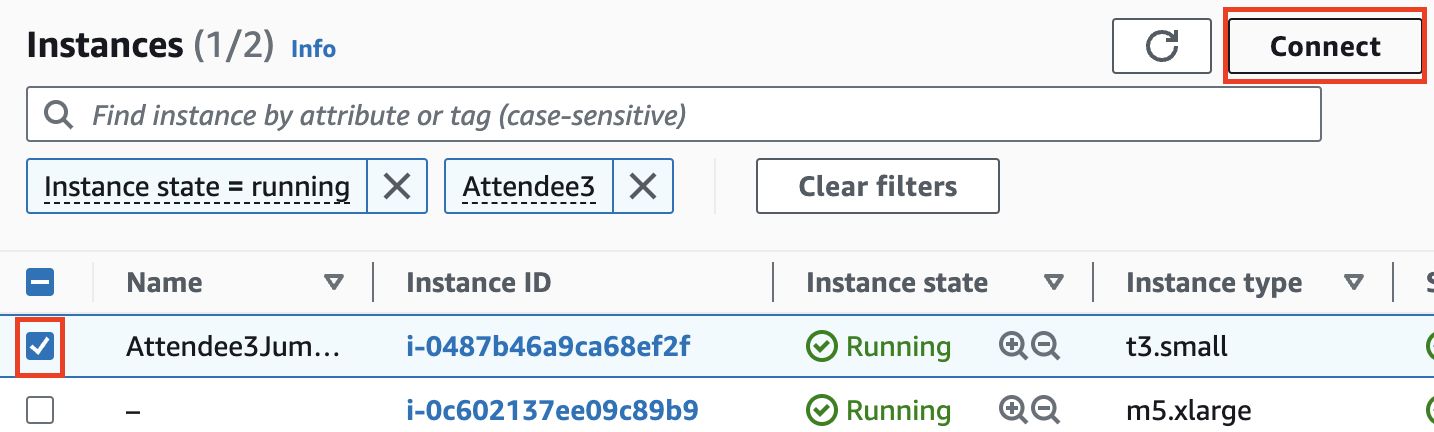 Instances (1/2) Info Connect
Find instance by attribute or tag (case-sensitive)
Instance state = running Attendee3 Clear filters
Name Instance ID Instance state Instance type
Attendee3Jum... i-0487b46a9ca68ef2f Running t3.small
– i-0c602137ee09c89b9 Running m5.xlarge